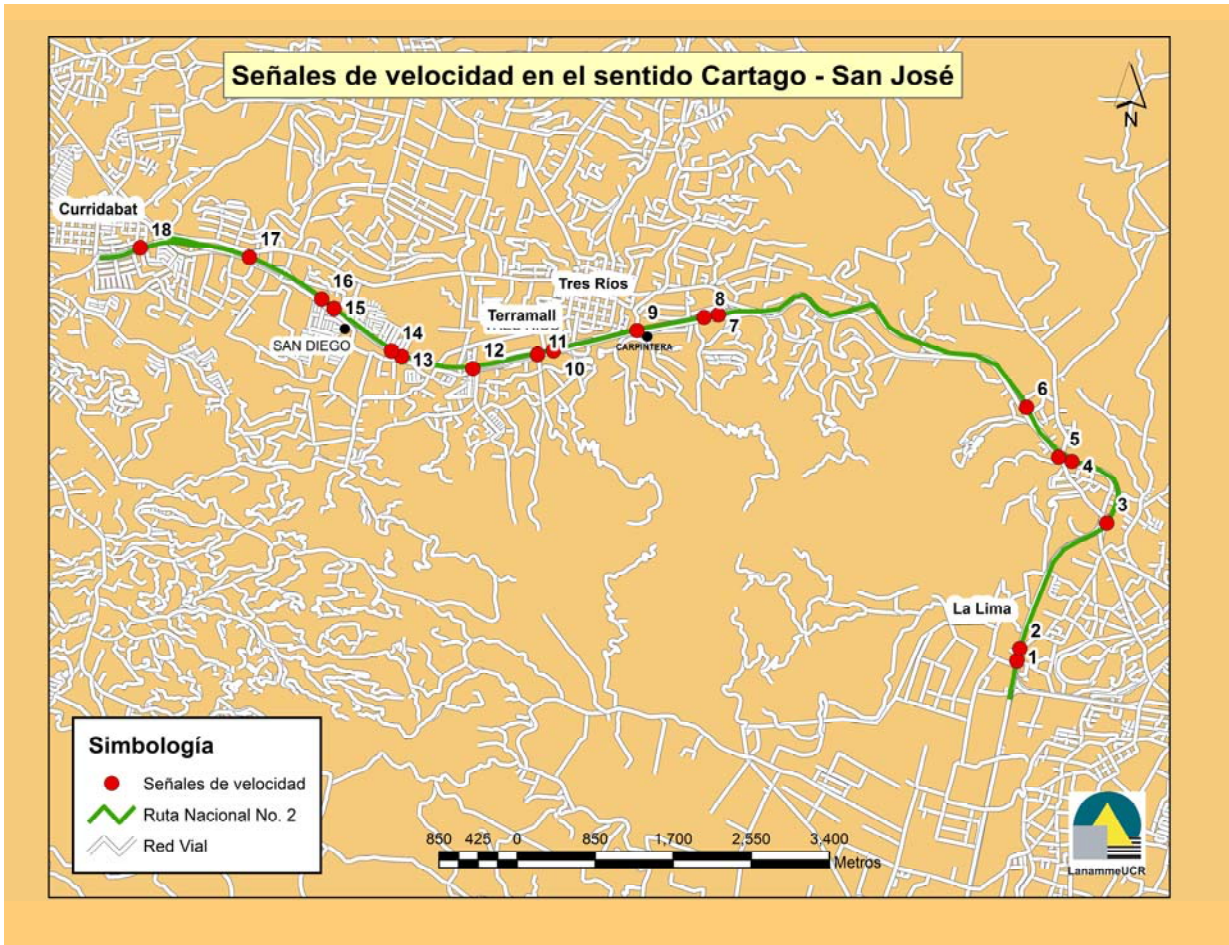 Señales de velocidad en el sentido Cartago - San José
N
Curridabat
18
17
16
15
SAN DIEGO
14
13
Tres Ríos
Terramall
12
11
10
9
CARPINTERA
8
7
6
5
4
3
La Lima
2
1
Simbología
Señales de velocidad
Ruta Nacional No. 2
Red Vial
850 425 0 850 1,700 2,550 3,400
Metros
LanammeUCR